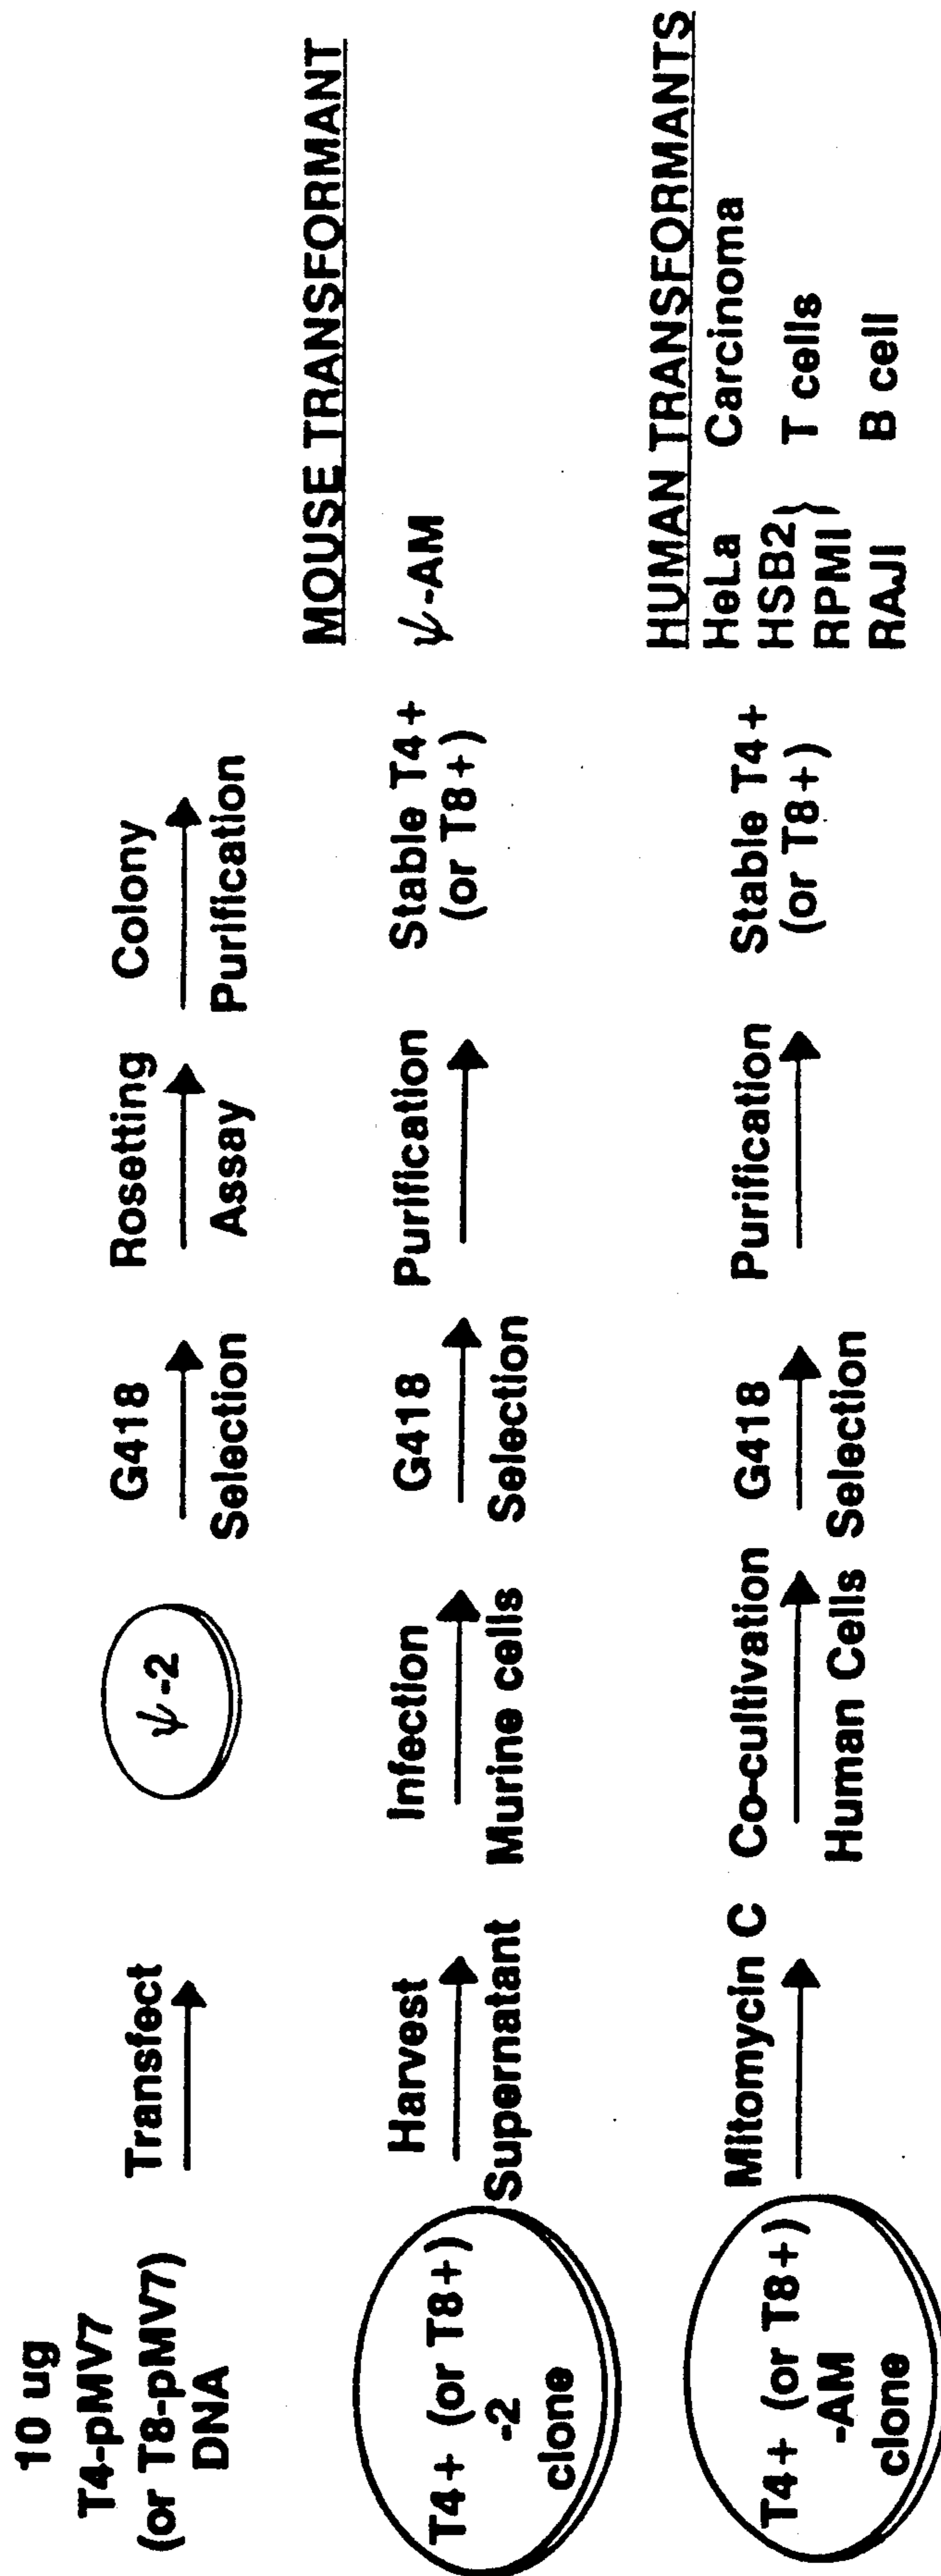 10 ug
T4-pMV7
(or T8-pMV7)
DNA
Transfect
ψ-2
G418
Selection
Rosetting
Assay
Colony
Purification
MOUSE TRANSFORMANT
T4+ (or T8+)
-2
clone
Harvest
Supernatant
Infection
Murine cells
G418
Selection
Purification
Stable T4+
(or T8+)
ψ-AM
HUMAN TRANSFORMANTS
T4+ (or T8+)
-AM
clone
Mitomycin C
Co-cultivation
Human Cells
G418
Selection
Purification
Stable T4+
(or T8+)
HeLa Carcinoma
HSB2 } T cells
RPMI
RAJI B cell